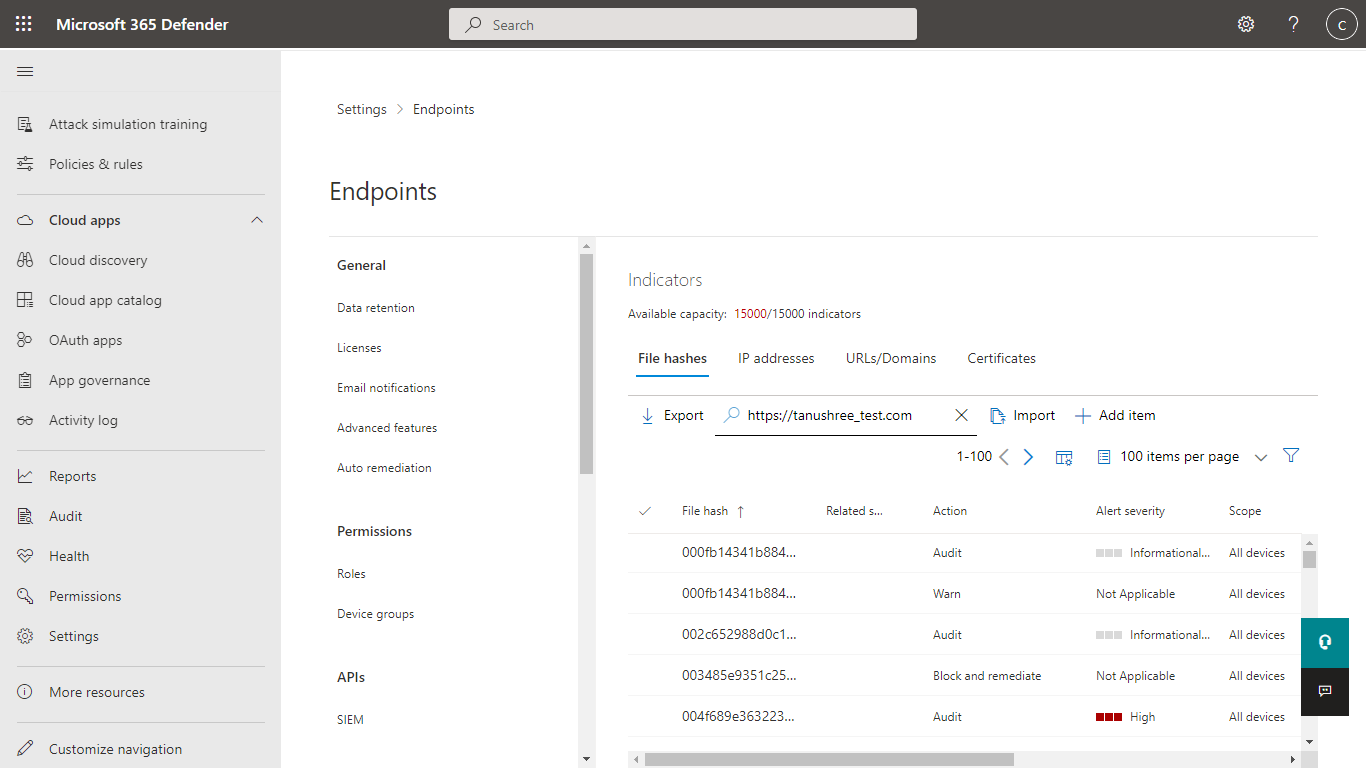 Microsoft 365 Defender
Search
?
C
Attack simulation training
Policies & rules
Cloud apps
Cloud discovery
Cloud app catalog
OAuth apps
App governance
Activity log
Reports
Audit
Health
Permissions
Settings
More resources
Customize navigation
Settings > Endpoints
Endpoints
General
Data retention
Licenses
Email notifications
Advanced features
Auto remediation
Permissions
Roles
Device groups
APIs
SIEM
Indicators
Available capacity: 15000/15000 indicators
File hashes IP addresses URLs/Domains Certificates
Export https://tanushree_test.com Import Add item
1-100 100 items per page
File hash Related s... Action Alert severity Scope
000fb14341b884... Audit Informational... All devices
000fb14341b884... Warn Not Applicable All devices
002c652988d0c1... Audit Informational... All devices
003485e9351c25... Block and remediate Not Applicable All devices
004f689e363223... Audit High All devices